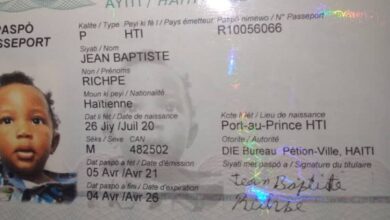 AYITI / HAÏTI
PASPÒ
PASSEPORT
Kalite / Type Peyi ki fè l / Pays émetteur Paspò nimewo / N° Passeport
P HTI R10056066
Siyati / Nom
JEAN BAPTISTE
Non / Prénoms
RICHPE
Moun ki peyi / Nationalité
Haïtienne
Dat li fèt / Date de naissance Kote li fèt / Lieu de naissance
26 Jiy /Juil 20 Port-au-Prince HTI
Sèks / Sexe CAN Otorite / Autorité
M 482502 DIE Bureau Pétion-Ville, HAITI
Dat paspò a fèt / Date d'émission Siyati mèt paspò a / Signature du titulaire
05 Avr /Avr 21 Jean Baptiste
Dat paspò a fini / Date d'expiration
04 Avr /Avr 26